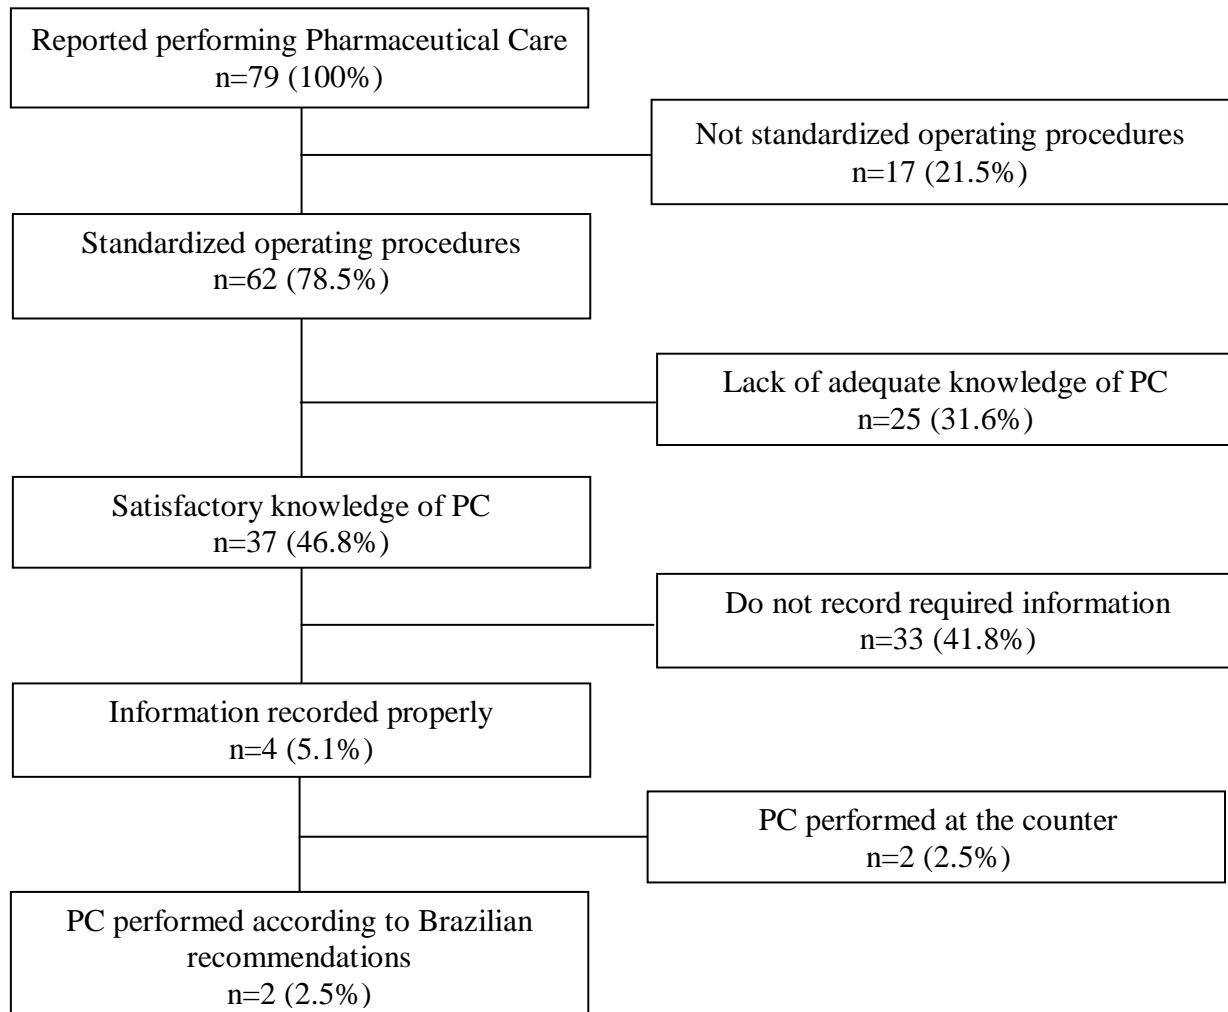 Reported performing Pharmaceutical Care
n=79 (100%)
Not standardized operating procedures
n=17 (21.5%)
Standardized operating procedures
n=62 (78.5%)
Lack of adequate knowledge of PC
n=25 (31.6%)
Satisfactory knowledge of PC
n=37 (46.8%)
Do not record required information
n=33 (41.8%)
Information recorded properly
n=4 (5.1%)
PC performed at the counter
n=2 (2.5%)
PC performed according to Brazilian
recommendations
n=2 (2.5%)